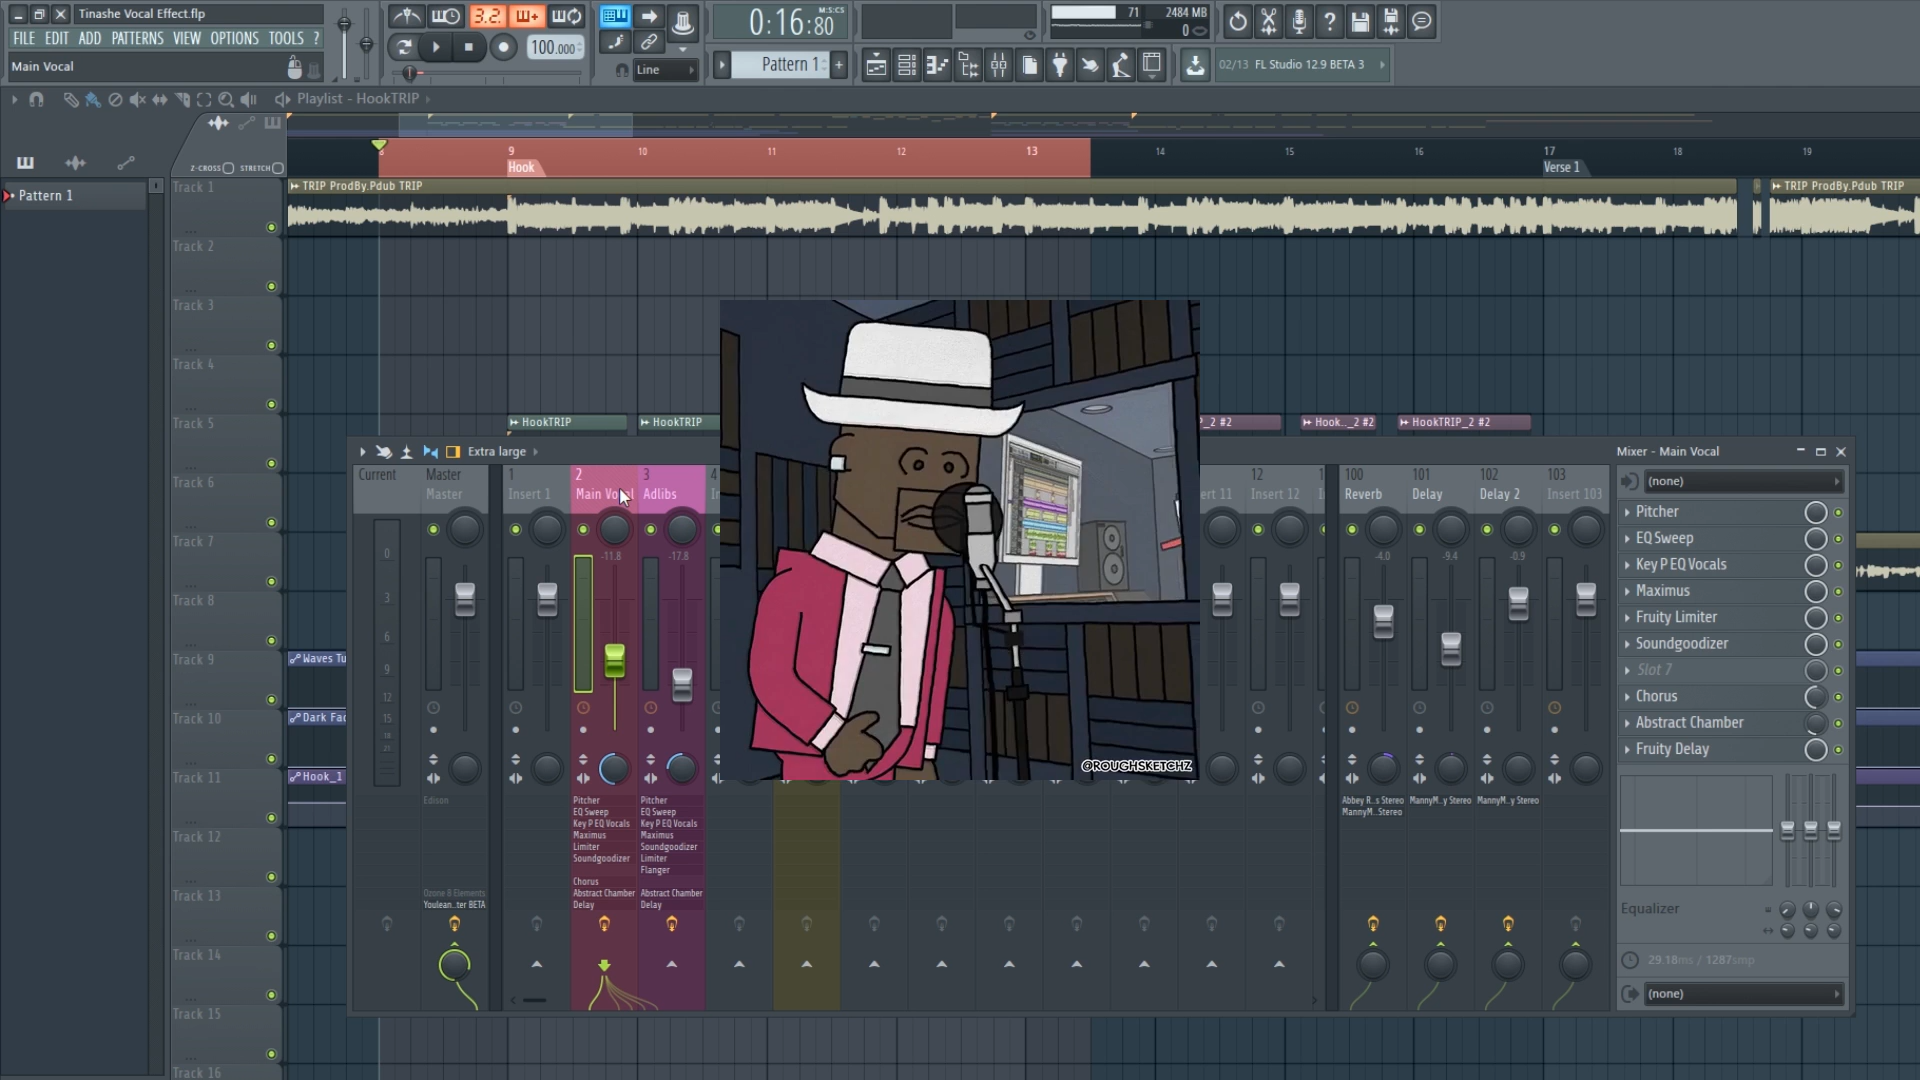 Tinashe Vocal Effect.flp
FILE EDIT ADD PATTERNS VIEW OPTIONS TOOLS ?
Main Vocal
3.2.
100.000
Line
0:16:80
M:S:CS
Pattern 1
71
2484 MB
0
02/13 FL Studio 12.9 BETA 3
Playlist - HookTRIP
Z-CROSS
STRETCH
8 9 10 11 12 13 14 15 16 17 18 19
Hook
Verse 1
Pattern 1
Track 1
TRIP ProdBy.Pdub TRIP
TRIP ProdBy.Pdub TRIP
Track 2
Track 3
Track 4
Track 5
HookTRIP
HookTRIP
P_2 #2
Hook.._2 #2
HookTRIP_2 #2
Track 6
Track 7
Track 8
Track 9
Waves Tu
Track 10
Dark Fac
Track 11
Hook_1
Track 12
Track 13
Track 14
Track 15
Track 16
Extra large
Mixer - Main Vocal
Current
Master
Master
1
Insert 1
2
Main Vocal
3
Adlibs
4
ert 11
12
Insert 12
100
Reverb
101
Delay
102
Delay 2
103
Insert 103
-11.8
-17.8
-4.0
-9.4
-0.9
0
3
6
9
12
15
18
21
(none)
Pitcher
EQ Sweep
Key P EQ Vocals
Maximus
Fruity Limiter
Soundgoodizer
Slot 7
Chorus
Abstract Chamber
Fruity Delay
Equalizer
29.18ms / 1287smp
(none)
@ROUGHSKETCHZ
Edison
Ozone 8 Elements
Youlean..ter BETA
Pitcher
EQ Sweep
Key P EQ Vocals
Maximus
Limiter
Soundgoodizer
Chorus
Abstract Chamber
Delay
Pitcher
EQ Sweep
Key P EQ Vocals
Maximus
Soundgoodizer
Limiter
Flanger
Abstract Chamber
Delay
Abbey R..s Stereo
MannyM..Stereo
MannyM..y Stereo
MannyM..y Stereo